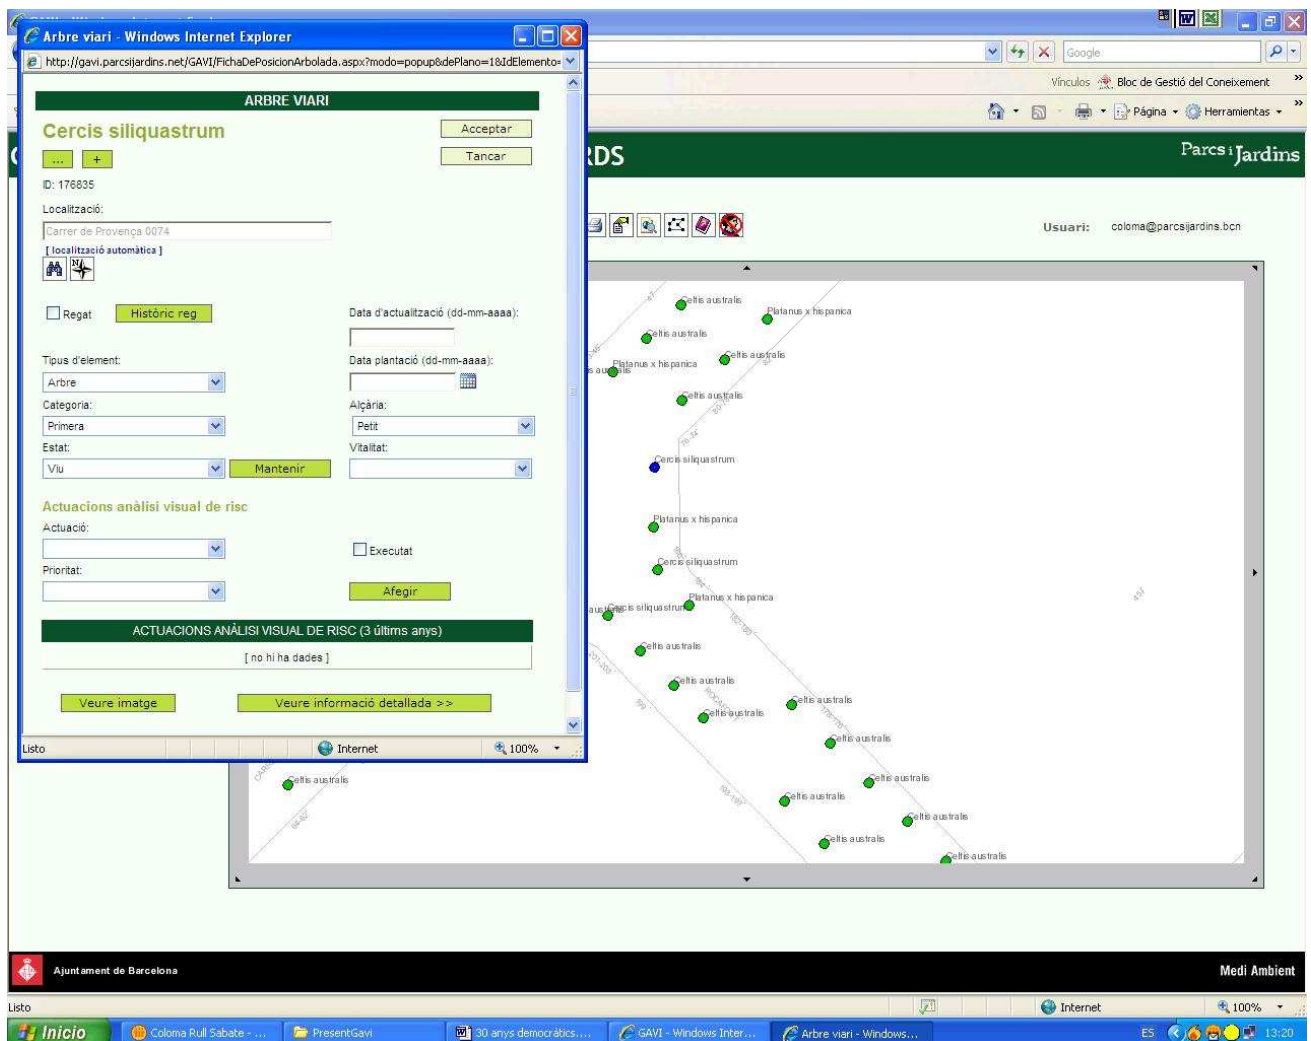 Arbre viari - Windows Internet Explorer
http://gavi.parcsijardins.net/GAVI/FichaDePosicionArbolada.aspx?modo=popup&dePlano=1&IdElemento=
Google
Vínculos Bloc de Gestió del Coneixement »
Página Herramientas »
ARBRE VIARI
Cercis siliquastrum
Acceptar
... +
Tancar
RDS
Parcs i Jardins
ID: 176835
Localització:
Carrer de Provença 0074
[ localització automàtica ]
Usuari: coloma@parcsijardins.bcn
Regat
Històric reg
Data d'actualització (dd-mm-aaaa):
Tipus d'element:
Data plantació (dd-mm-aaaa):
Arbre
Categoria:
Alçària:
Primera
Petit
Estat:
Vitalitat:
Viu
Mantenir
Actuacions anàlisi visual de risc
Actuació:
Executat
Prioritat:
Afegir
ACTUACIONS ANÀLISI VISUAL DE RISC (3 últims anys)
[ no hi ha dades ]
Veure imatge
Veure informació detallada >>
Listo
Internet
100%
Celtis australis
Platanus x hispanica
Celtis australis
Celtis australis
Platanus x hispanica
Celtis australis
Cercis siliquastrum
Platanus x hispanica
Cercis siliquastrum
Platanus x hispanica
Cercis siliquastrum
Celtis australis
Celtis australis
Celtis australis
Celtis australis
Celtis australis
Celtis australis
Celtis australis
Celtis australis
Celtis australis
Celtis australis
Celtis australis
Ajuntament de Barcelona
Medi Ambient
Listo
Internet
100%
Inicio
Coloma Rull Sabate - ...
PresentGavi
30 anys democràtics....
GAVI - Windows Inter...
Arbre viari - Windows...
ES
13:20